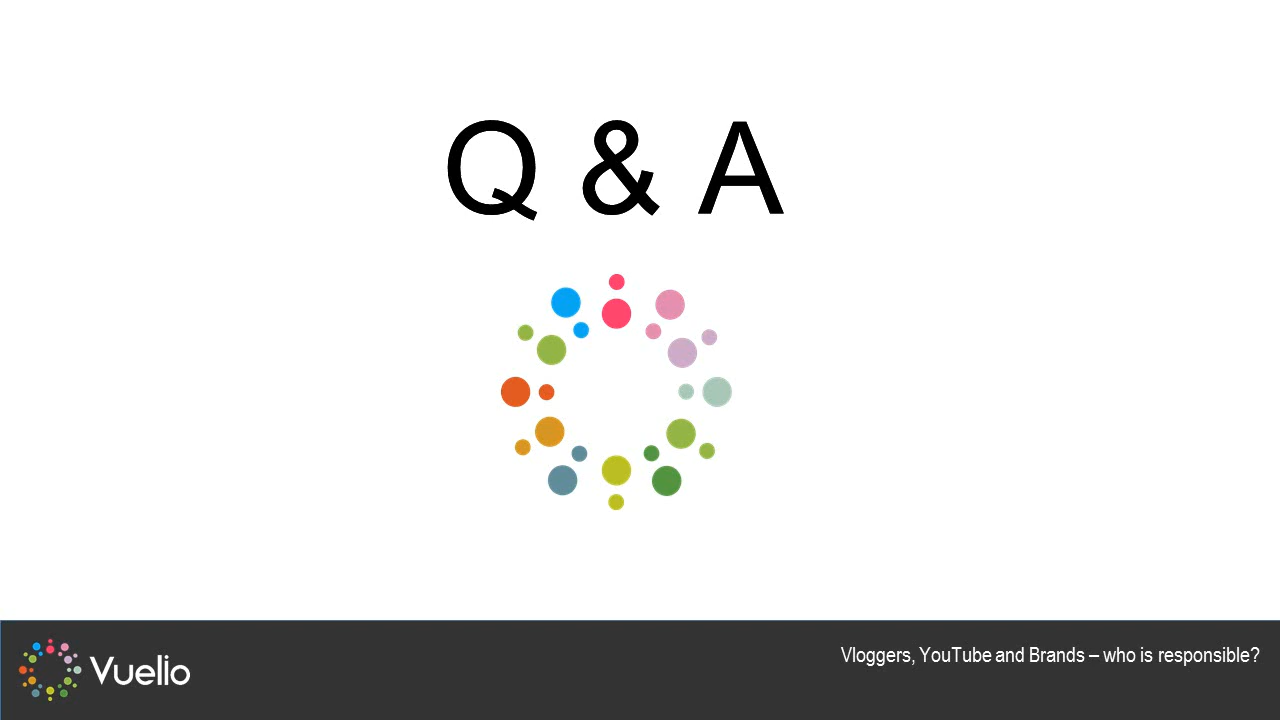 Q & A
Vuelio
Vloggers, YouTube and Brands – who is responsible?